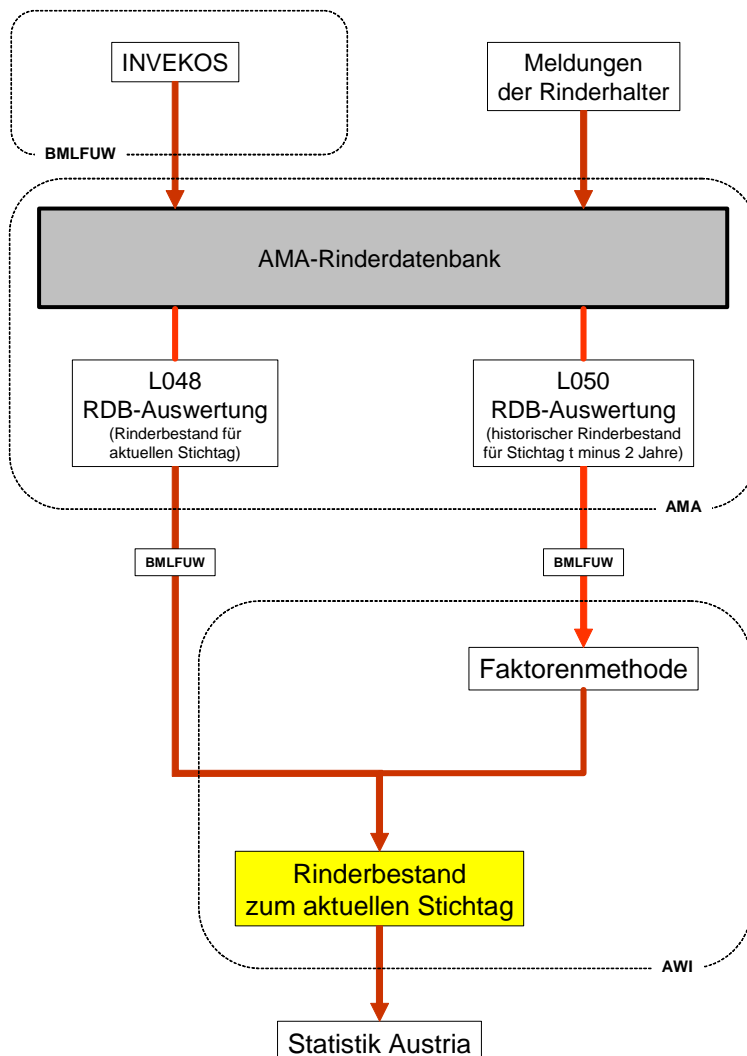 INVEKOS
Meldungen
der Rinderhalter
BMLFUW
AMA-Rinderdatenbank
L048
RDB-Auswertung
(Rinderbestand für
aktuellen Stichtag)
L050
RDB-Auswertung
(historischer Rinderbestand
für Stichtag t minus 2 Jahre)
AMA
BMLFUW
BMLFUW
Faktorenmethode
Rinderbestand
zum aktuellen Stichtag
AWI
Statistik Austria